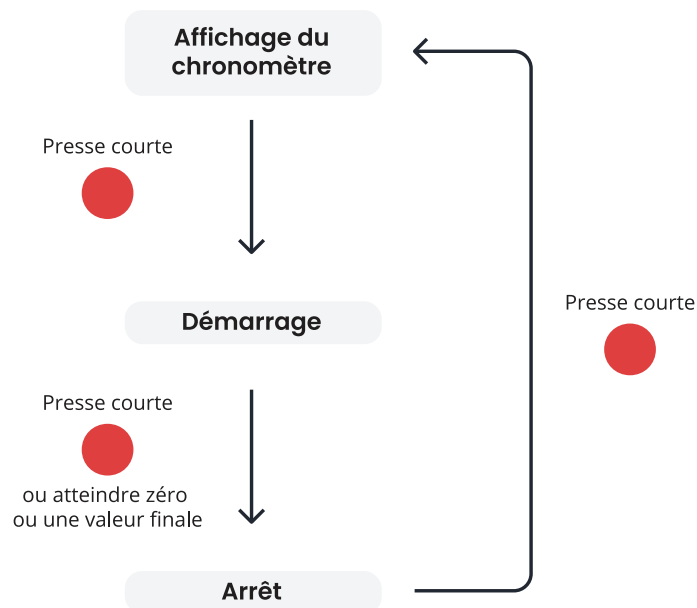 Affichage du
chronomètre
Presse courte
Démarrage
Presse courte
Presse courte
ou atteindre zéro
ou une valeur finale
Arrêt